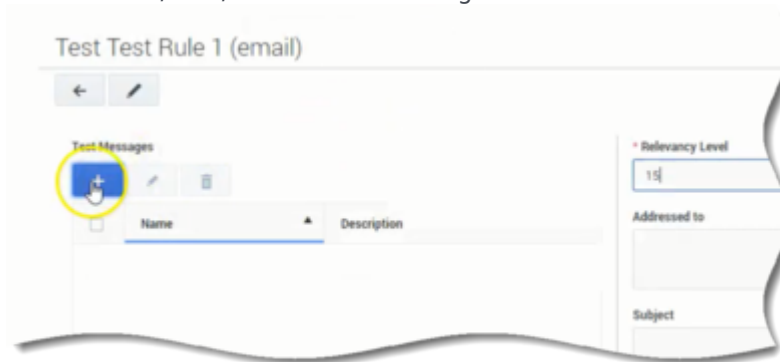 Test Test Rule 1 (email)
Test Messages
Name
Description
* Relevancy Level
15
Addressed to
Subject